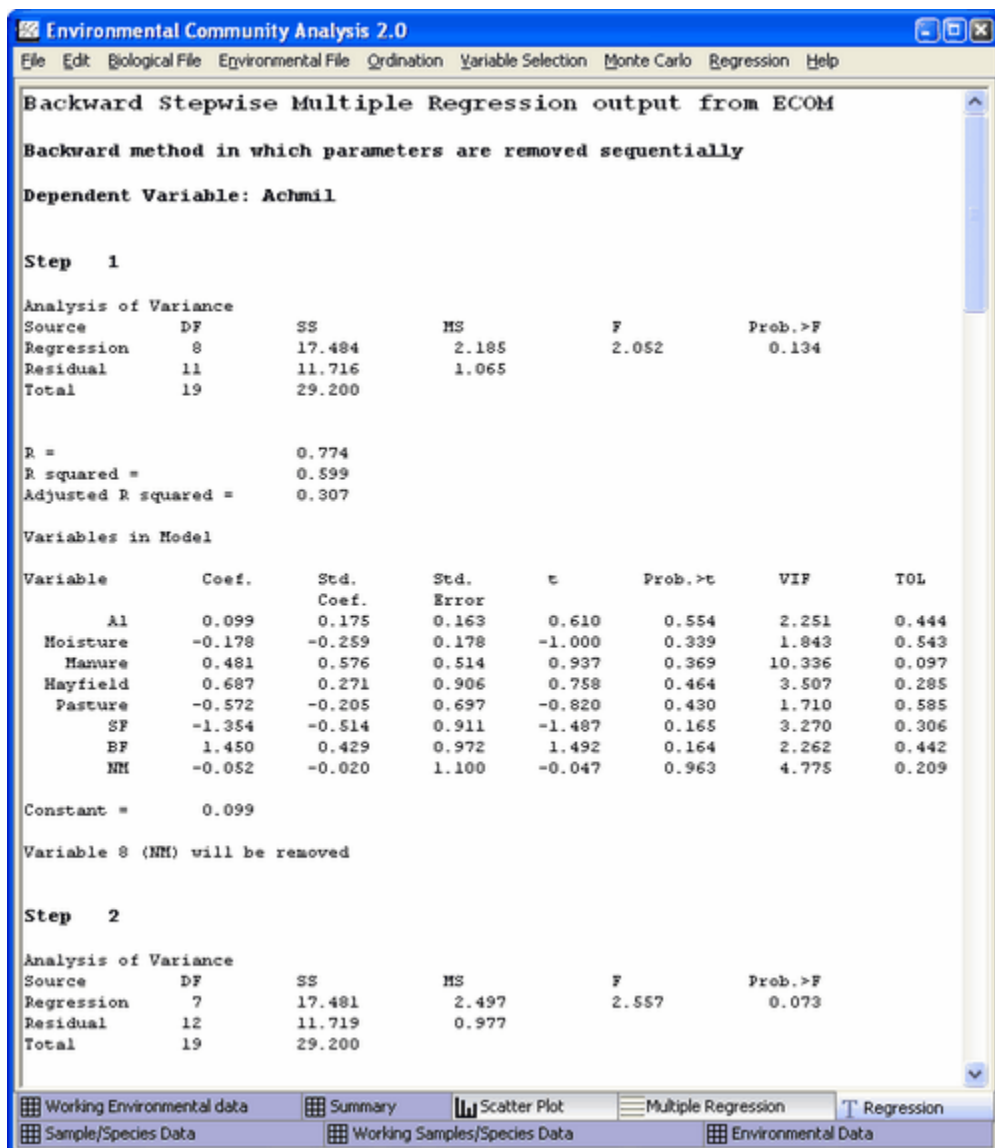 Environmental Community Analysis 2.0
File Edit Biological File Environmental File Ordination Variable Selection Monte Carlo Regression Help
Backward Stepwise Multiple Regression output from ECOM
Backward method in which parameters are removed sequentially
Dependent Variable: Achmil
Step 1
Analysis of Variance
Source DF SS MS F Prob.>F
Regression 8 17.484 2.185 2.052 0.134
Residual 11 11.716 1.065
Total 19 29.200
R = 0.774
R squared = 0.599
Adjusted R squared = 0.307
Variables in Model
Variable Coef. Std. Std. t Prob.>t VIF TOL
Coef. Error
A1 0.099 0.175 0.163 0.610 0.554 2.251 0.444
Moisture -0.178 -0.259 0.178 -1.000 0.339 1.843 0.543
Manure 0.481 0.576 0.514 0.937 0.369 10.336 0.097
Hayfield 0.687 0.271 0.906 0.758 0.464 3.507 0.285
Pasture -0.572 -0.205 0.697 -0.820 0.430 1.710 0.585
SF -1.354 -0.514 0.911 -1.487 0.165 3.270 0.306
BF 1.450 0.429 0.972 1.492 0.164 2.262 0.442
NM -0.052 -0.020 1.100 -0.047 0.963 4.775 0.209
Constant = 0.099
Variable 8 (NM) will be removed
Step 2
Analysis of Variance
Source DF SS MS F Prob.>F
Regression 7 17.481 2.497 2.557 0.073
Residual 12 11.719 0.977
Total 19 29.200
Working Environmental data Summary Scatter Plot Multiple Regression Regression
Sample/Species Data Working Samples/Species Data Environmental Data